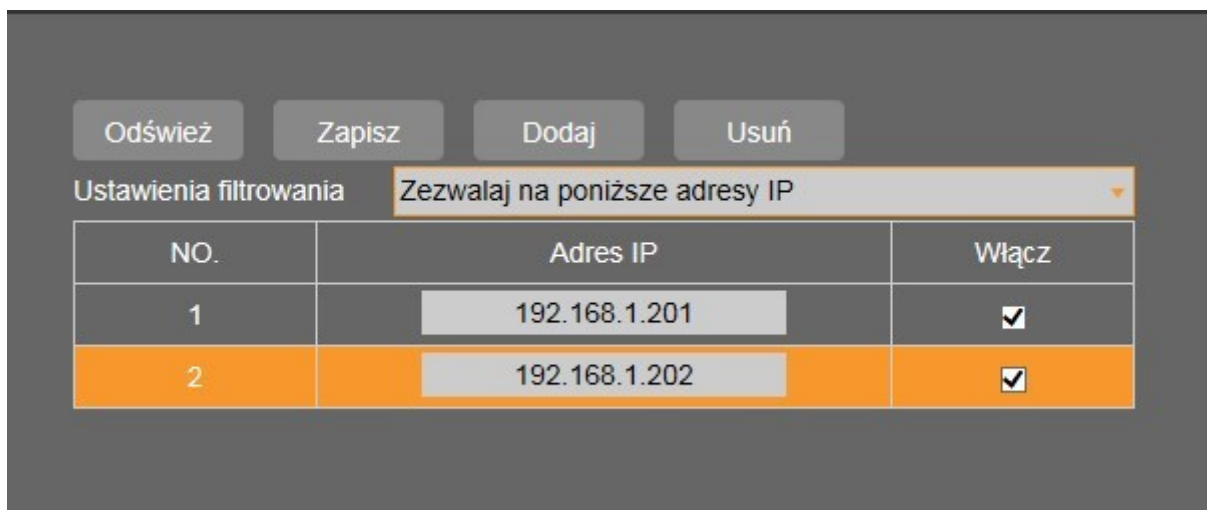 Odśwież Zapisz Dodaj Usuń
Ustawienia filtrowania Zezwalaj na poniższe adresy IP
NO. Adres IP Włącz
1 192.168.1.201
2 192.168.1.202